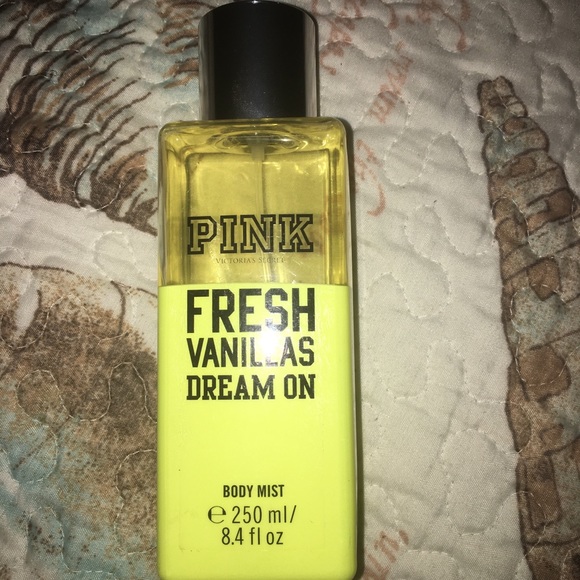 PINK
VICTORIA'S SECRET
FRESH
VANILLAS
DREAM ON
BODY MIST
℮ 250 ml/
8.4 fl oz